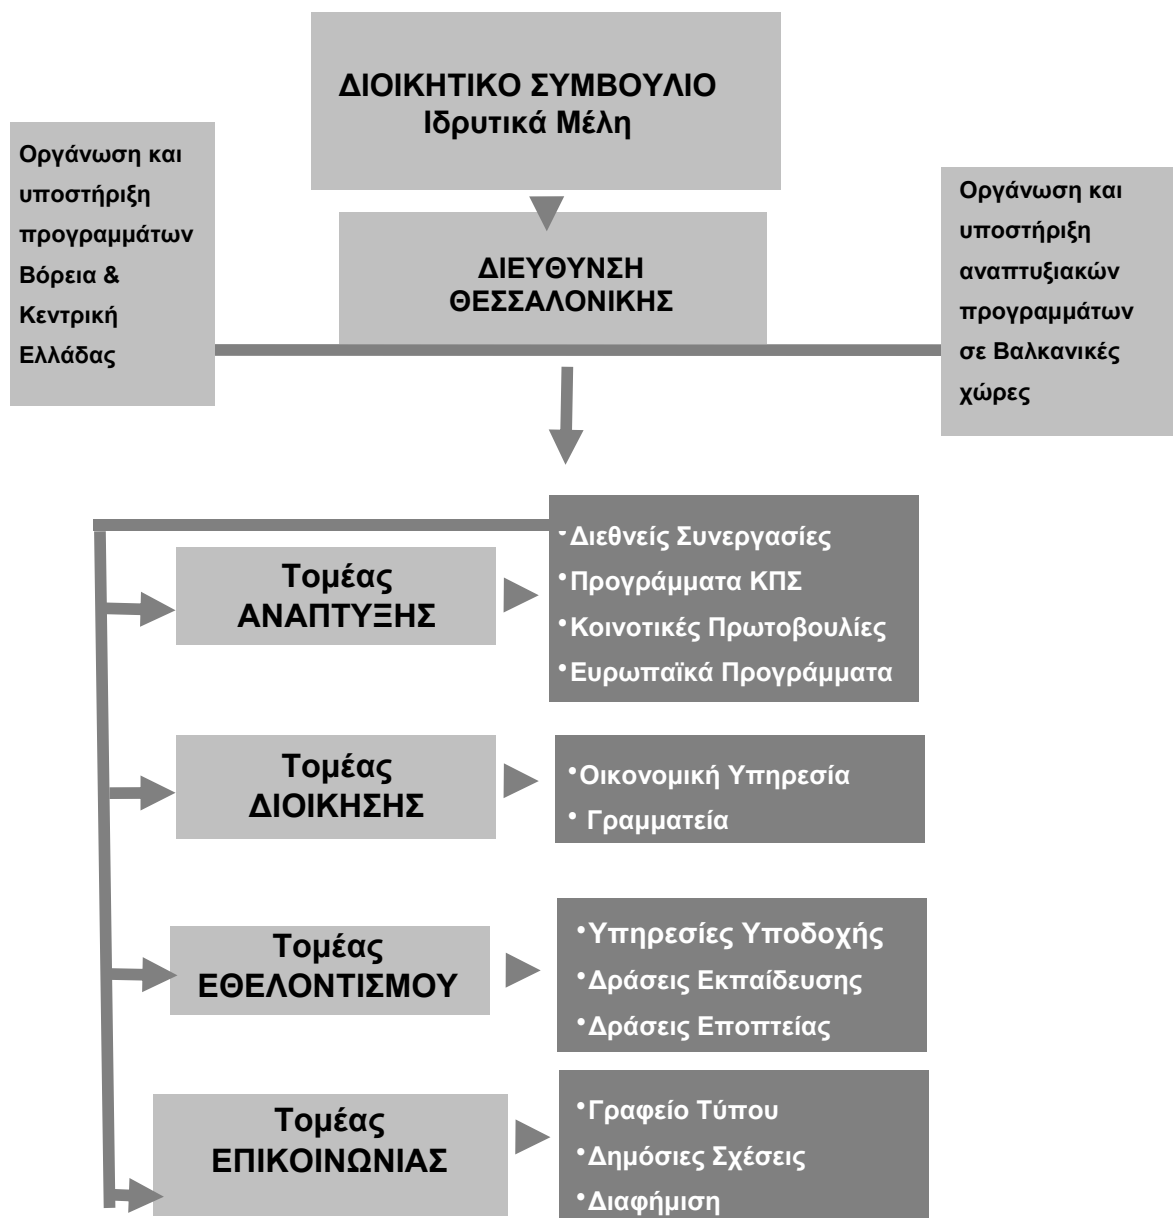 ΔΙΟΙΚΗΤΙΚΟ ΣΥΜΒΟΥΛΙΟ
Ιδρυτικά Μέλη
Οργάνωση και
υποστήριξη
προγραμμάτων
Βόρεια &
Κεντρική
Ελλάδας
ΔΙΕΥΘΥΝΣΗ
ΘΕΣΣΑΛΟΝΙΚΗΣ
Οργάνωση και
υποστήριξη
αναπτυξιακών
προγραμμάτων
σε Βαλκανικές
χώρες
Τομέας
ΑΝΑΠΤΥΞΗΣ
•Διεθνείς Συνεργασίες
•Προγράμματα ΚΠΣ
•Κοινοτικές Πρωτοβουλίες
•Ευρωπαϊκά Προγράμματα
Τομέας
ΔΙΟΙΚΗΣΗΣ
•Οικονομική Υπηρεσία
• Γραμματεία
Τομέας
ΕΘΕΛΟΝΤΙΣΜΟΥ
•Υπηρεσίες Υποδοχής
•Δράσεις Εκπαίδευσης
•Δράσεις Εποπτείας
Τομέας
ΕΠΙΚΟΙΝΩΝΙΑΣ
•Γραφείο Τύπου
•Δημόσιες Σχέσεις
•Διαφήμιση